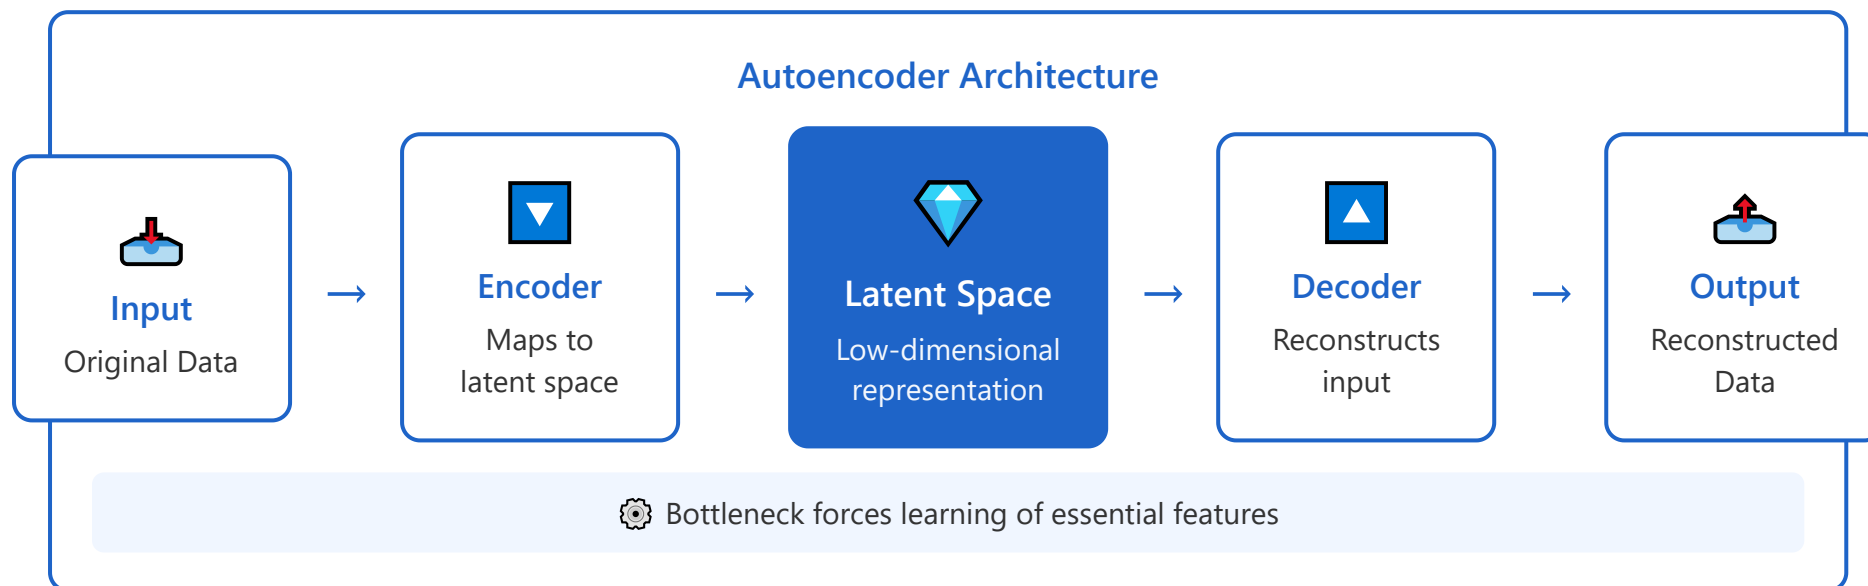 Autoencoder Architecture
Input
Original Data
Encoder
Maps to
latent space
Latent Space
Low-dimensional
representation
Decoder
Reconstructs
input
Output
Reconstructed
Data
Bottleneck forces learning of essential features